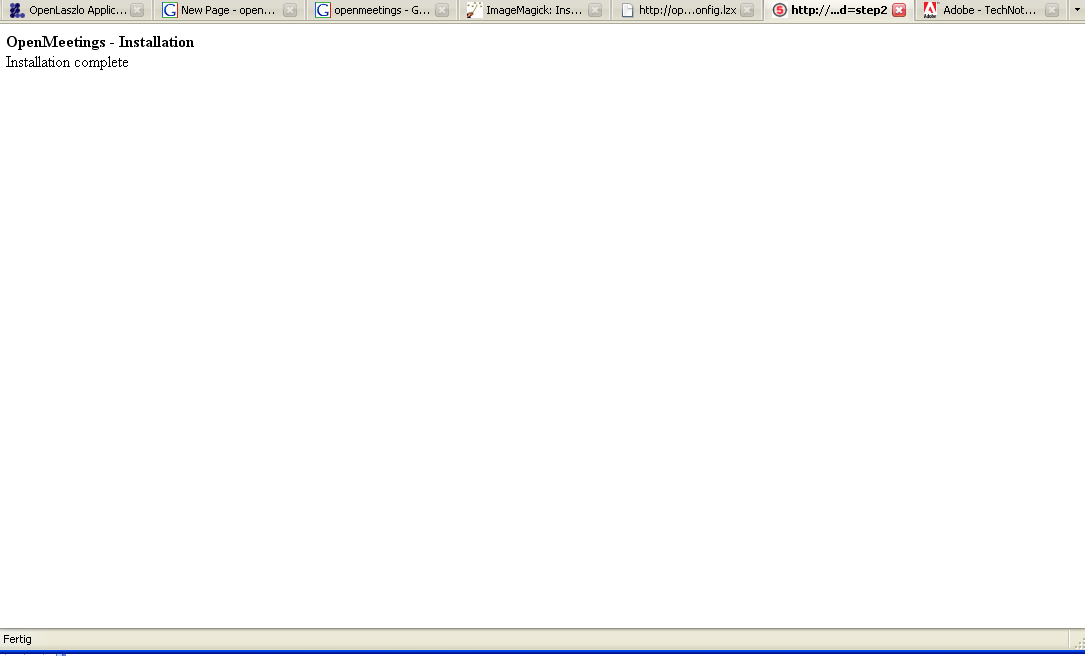 OpenLaszlo Applic...
New Page - open...
openmeetings - G...
ImageMagick: Ins...
http://op...onfig.lzx
http://...d=step2
Adobe - TechNot...
OpenMeetings - Installation
Installation complete
Fertig